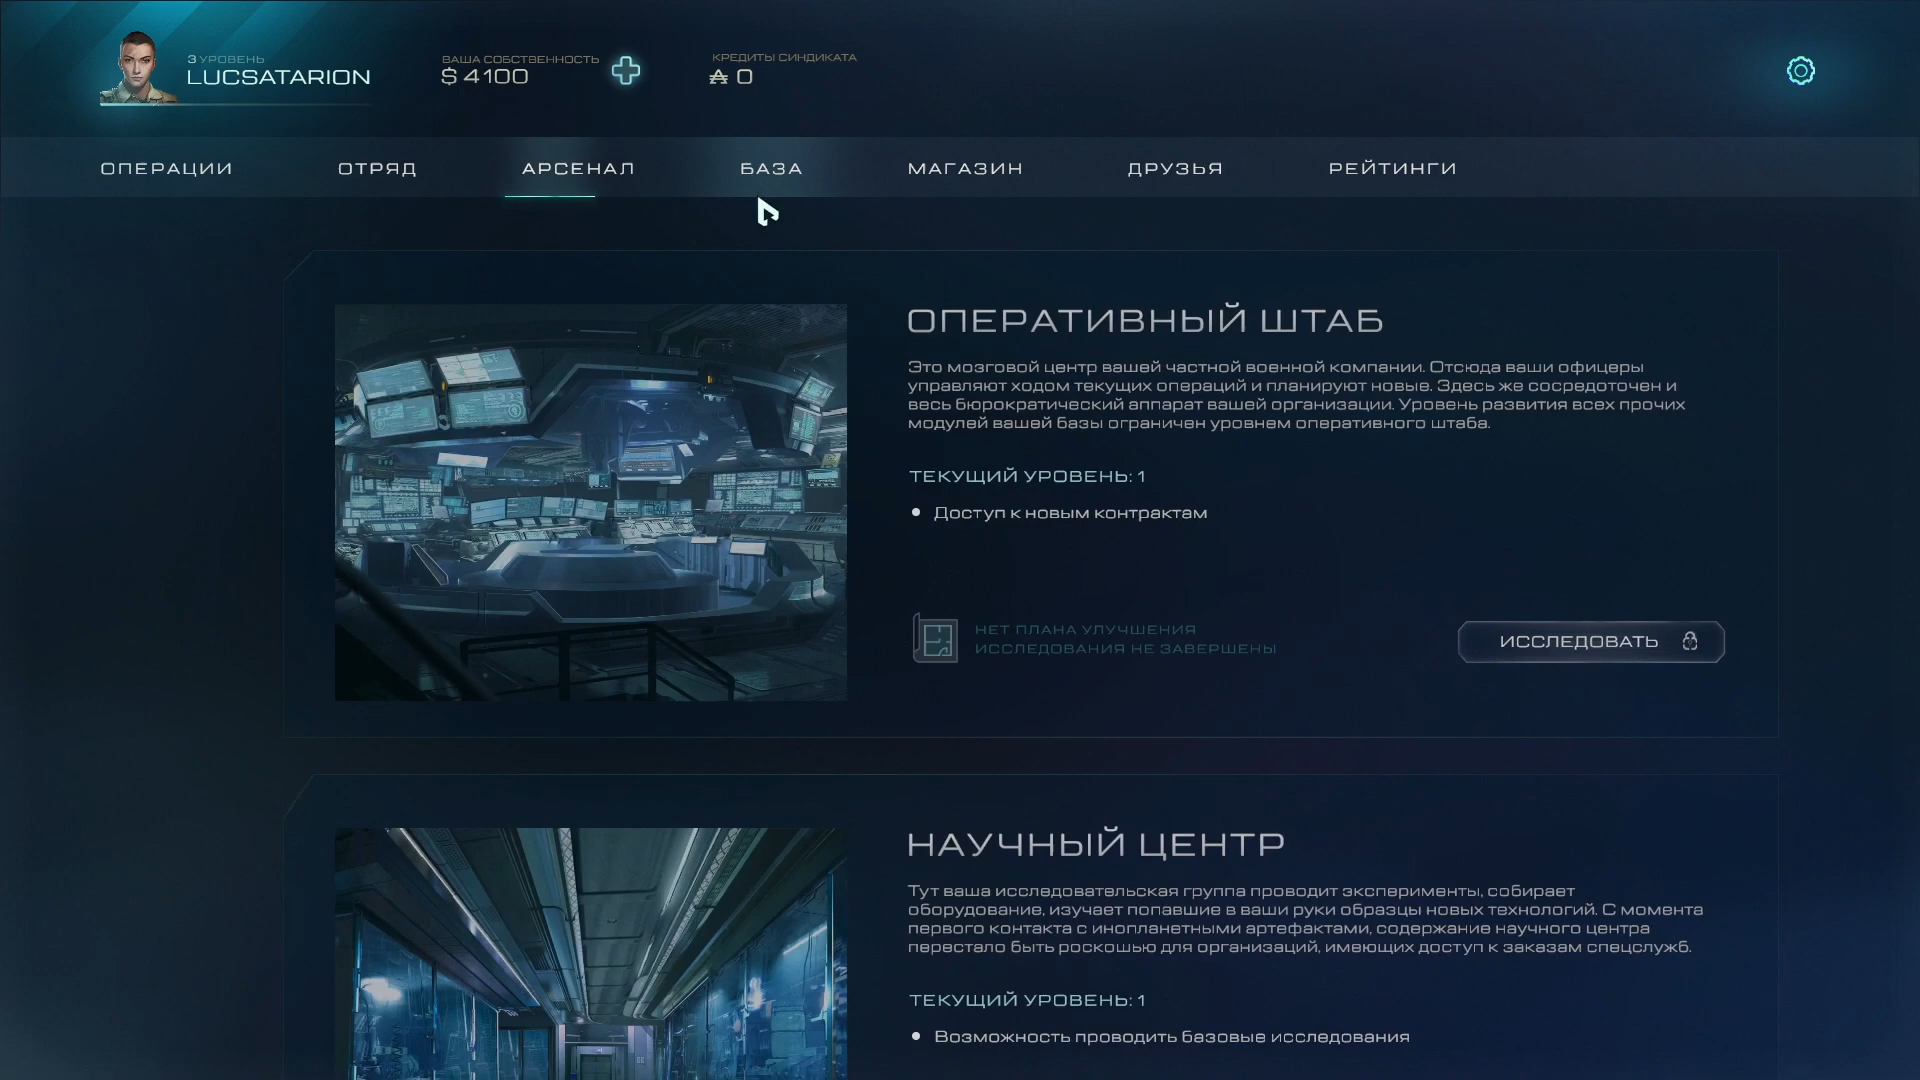 3 УРОВЕНЬ
LUCSATARION
ВАША СОБСТВЕННОСТЬ
$ 4100
КРЕДИТЫ СИНДИКАТА
0
ОПЕРАЦИИ
ОТРЯД
АРСЕНАЛ
БАЗА
МАГАЗИН
ДРУЗЬЯ
РЕЙТИНГИ
ОПЕРАТИВНЫЙ ШТАБ
Это мозговой центр вашей частной военной компании. Отсюда ваши офицеры
управляют ходом текущих операций и планируют новые. Здесь же сосредоточен и
весь бюрократический аппарат вашей организации. Уровень развития всех прочих
модулей вашей базы ограничен уровнем оперативного штаба.
ТЕКУЩИЙ УРОВЕНЬ: 1
• Доступ к новым контрактам
НЕТ ПЛАНА УЛУЧШЕНИЯ
ИССЛЕДОВАНИЯ НЕ ЗАВЕРШЕНЫ
ИССЛЕДОВАТЬ
НАУЧНЫЙ ЦЕНТР
Тут ваша исследовательская группа проводит эксперименты, собирает
оборудование, изучает попавшие в ваши руки образцы новых технологий. С момента
первого контакта с инопланетными артефактами, содержание научного центра
перестало быть роскошью для организаций, имеющих доступ к заказам спецслужб.
ТЕКУЩИЙ УРОВЕНЬ: 1
• Возможность проводить базовые исследования